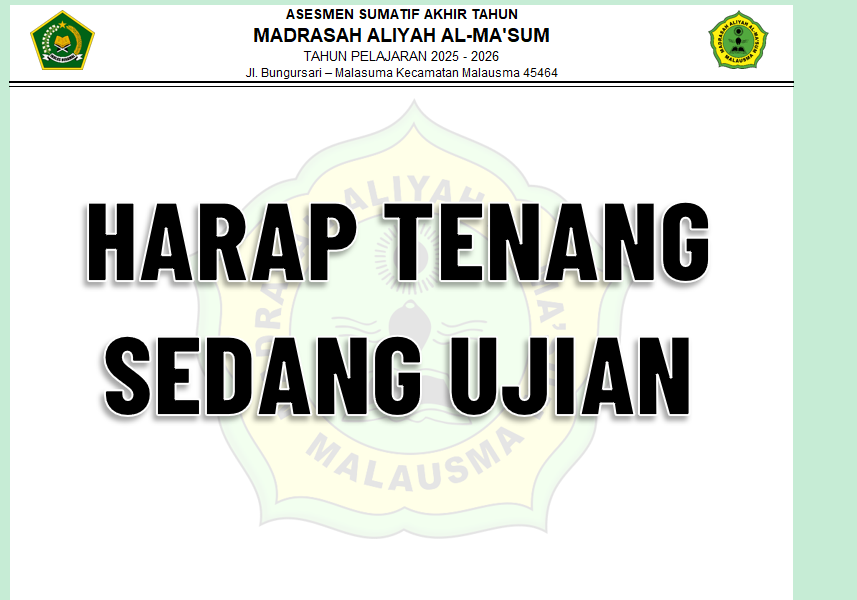 ASESMEN SUMATIF AKHIR TAHUN
MADRASAH ALIYAH AL-MA'SUM
TAHUN PELAJARAN 2025 - 2026
Jl. Bungursari – Malasuma Kecamatan Malausma 45464
HARAP TENANG
SEDANG UJIAN
MALAUSMA